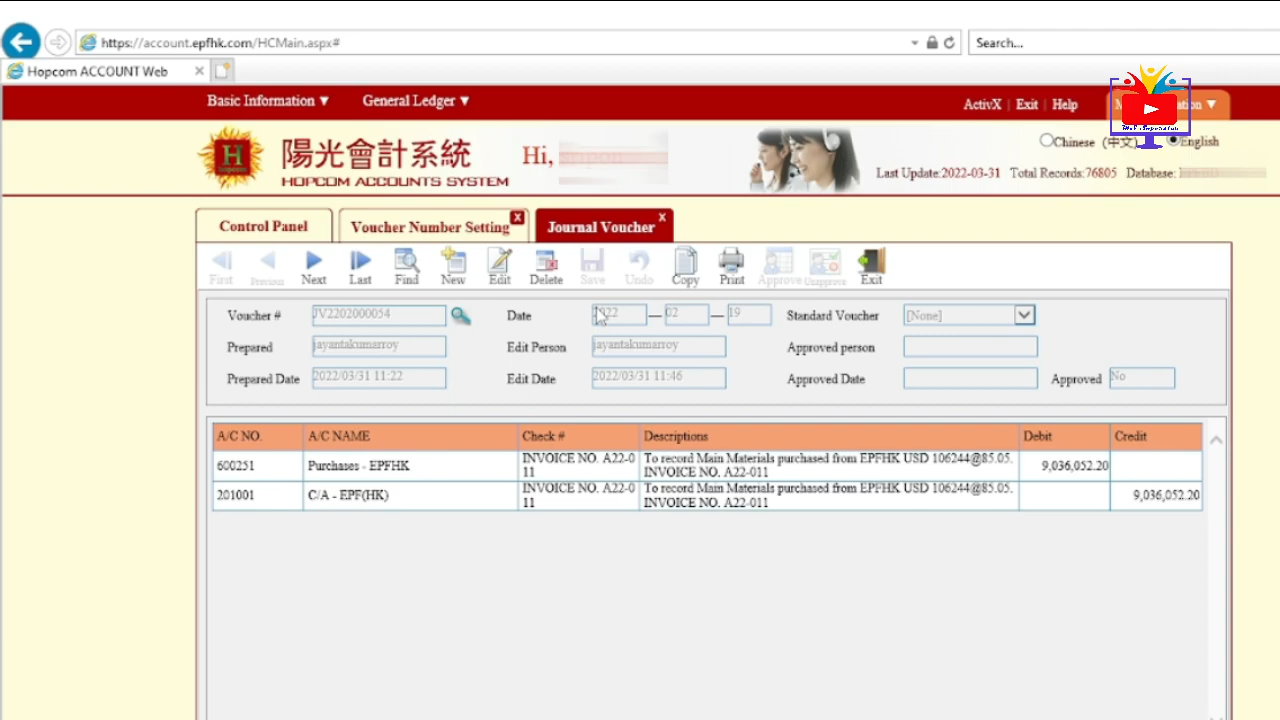 https://account.epfhk.com/HCMain.aspx#
Search...
Hopcom ACCOUNT Web
Basic Information ▼ General Ledger ▼
ActivX | Exit | Help
陽光會計系統
HOPCOM ACCOUNTS SYSTEM
Hi,
Chinese (中文) English
Last Update:2022-03-31 Total Records:76805 Database:
Control Panel Voucher Number Setting x Journal Voucher x
First Previous Next Last Find New Edit Delete Save Undo Copy Print Approve Unapprove Exit
Voucher # JV2202000054 Date 2022 — 02 — 19 Standard Voucher [None]
Prepared jayantakumarroy Edit Person jayantakumarroy Approved person
Prepared Date 2022/03/31 11:22 Edit Date 2022/03/31 11:46 Approved Date Approved No
A/C NO. A/C NAME Check # Descriptions Debit Credit
600251 Purchases - EPFHK INVOICE NO. A22-0
11 To record Main Materials purchased from EPFHK USD 106244@85.05.
INVOICE NO. A22-011 9,036,052.20
201001 C/A - EPF(HK) INVOICE NO. A22-0
11 To record Main Materials purchased from EPFHK USD 106244@85.05.
INVOICE NO. A22-011 9,036,052.20